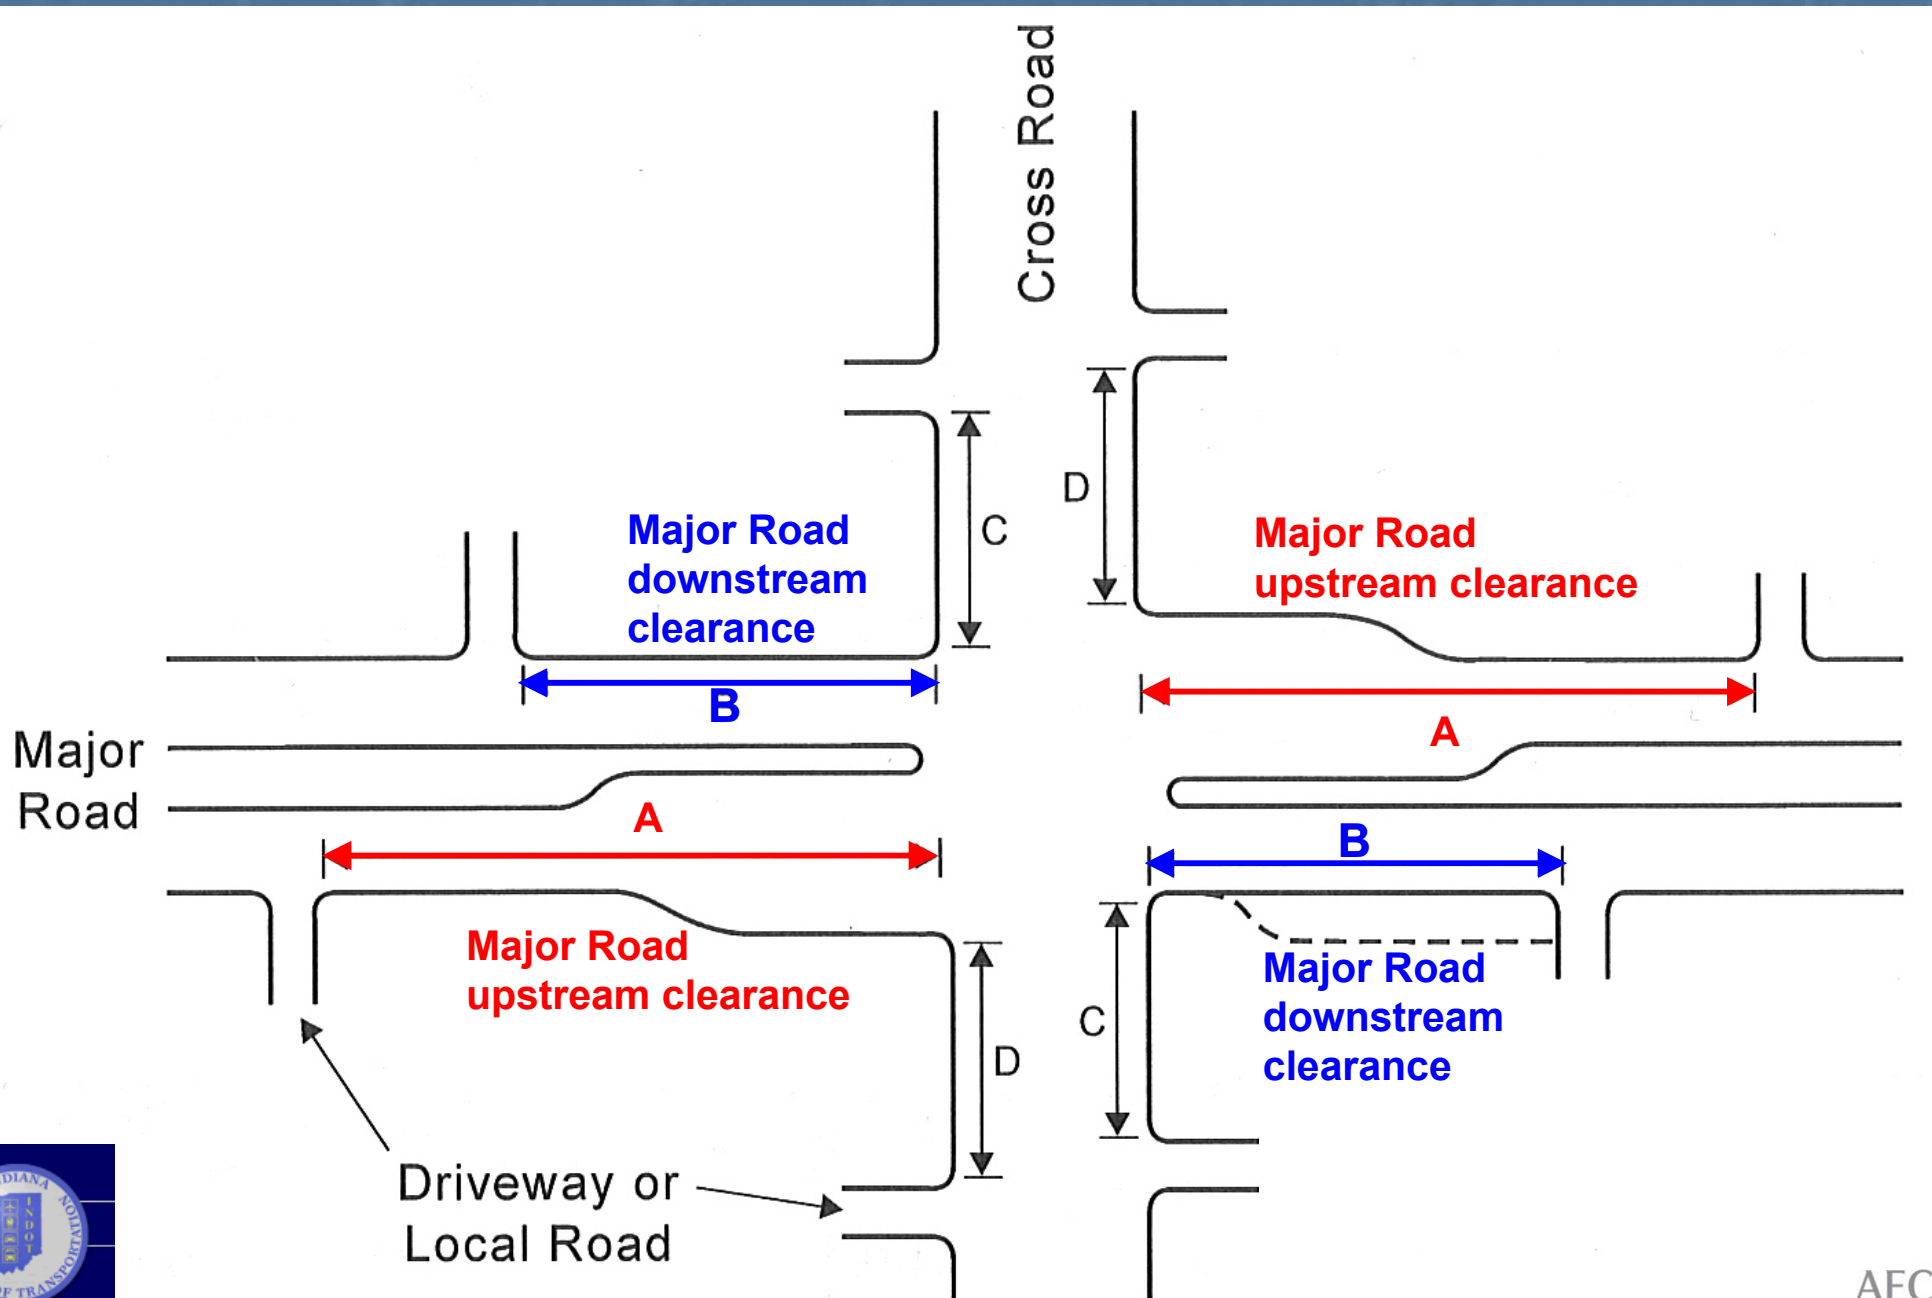 Cross Road
D
C
Major Road
downstream
clearance
Major Road
upstream clearance
B
A
Major
Road
A
B
Major Road
upstream clearance
Major Road
downstream
clearance
C
D
Driveway or
Local Road
INDOT